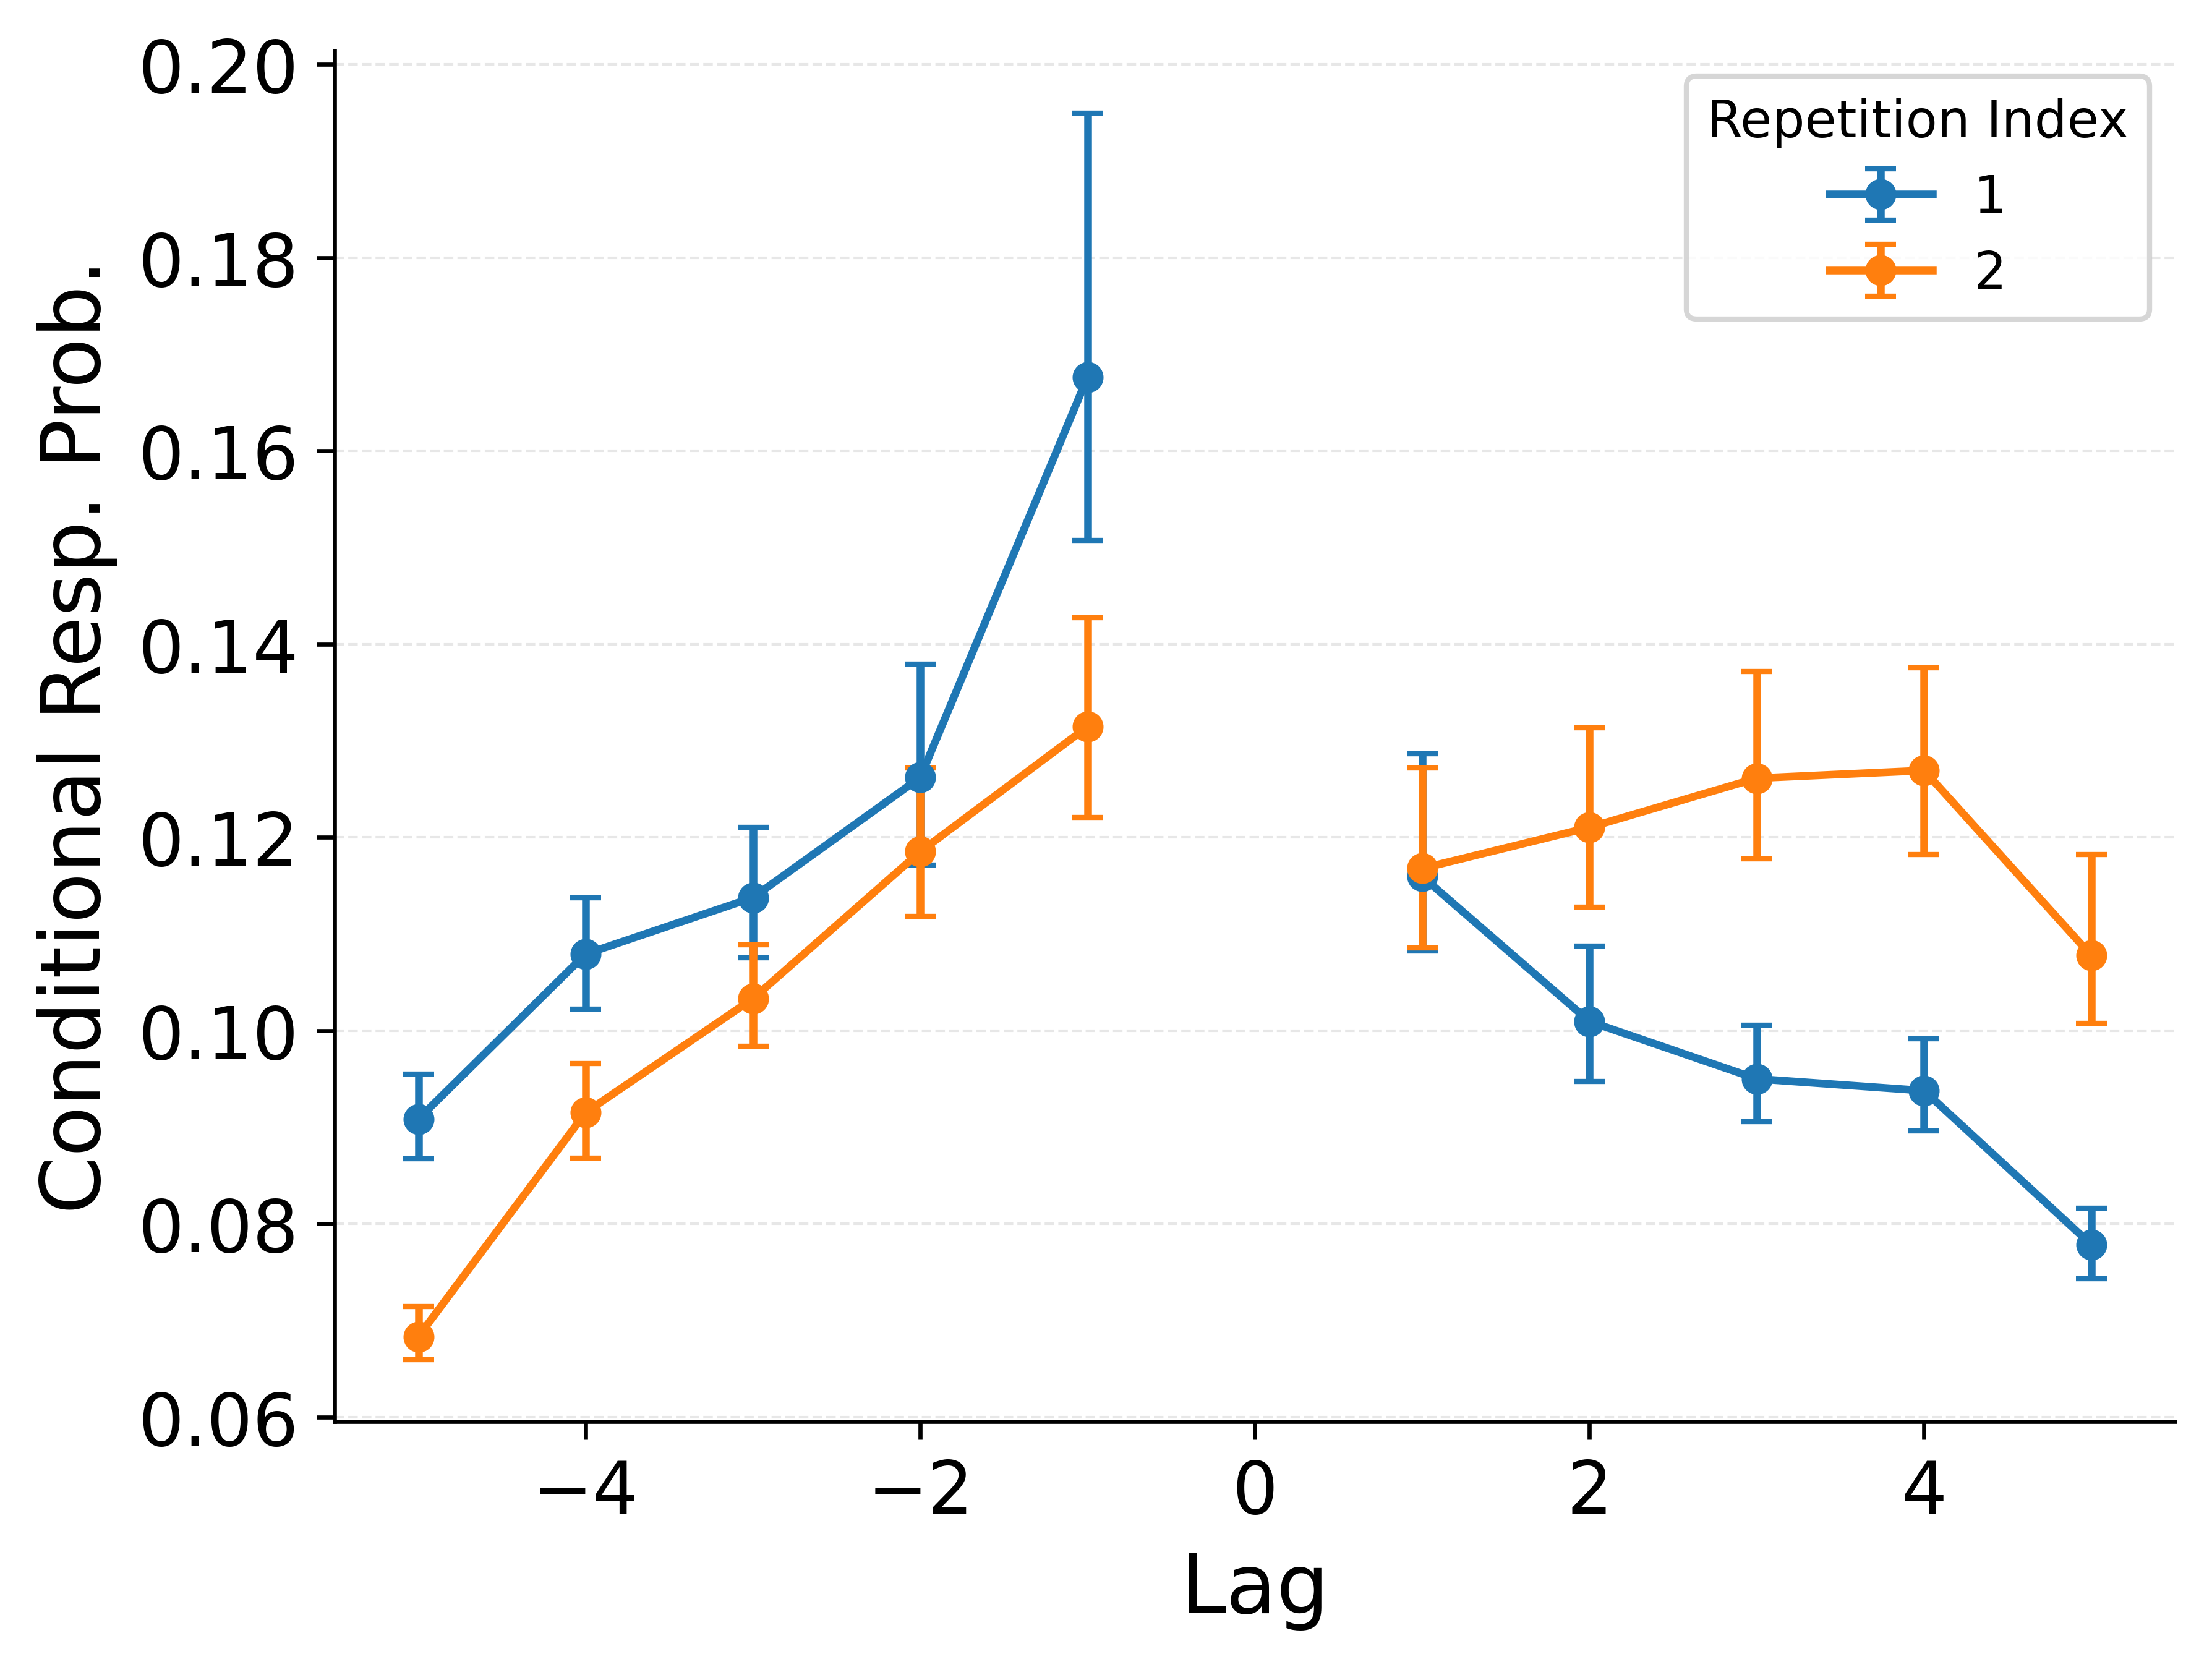 Conditional Resp. Prob.
0.20
0.18
0.16
0.14
0.12
0.10
0.08
0.06
Repetition Index
1
2
−4 −2 0 2 4
Lag